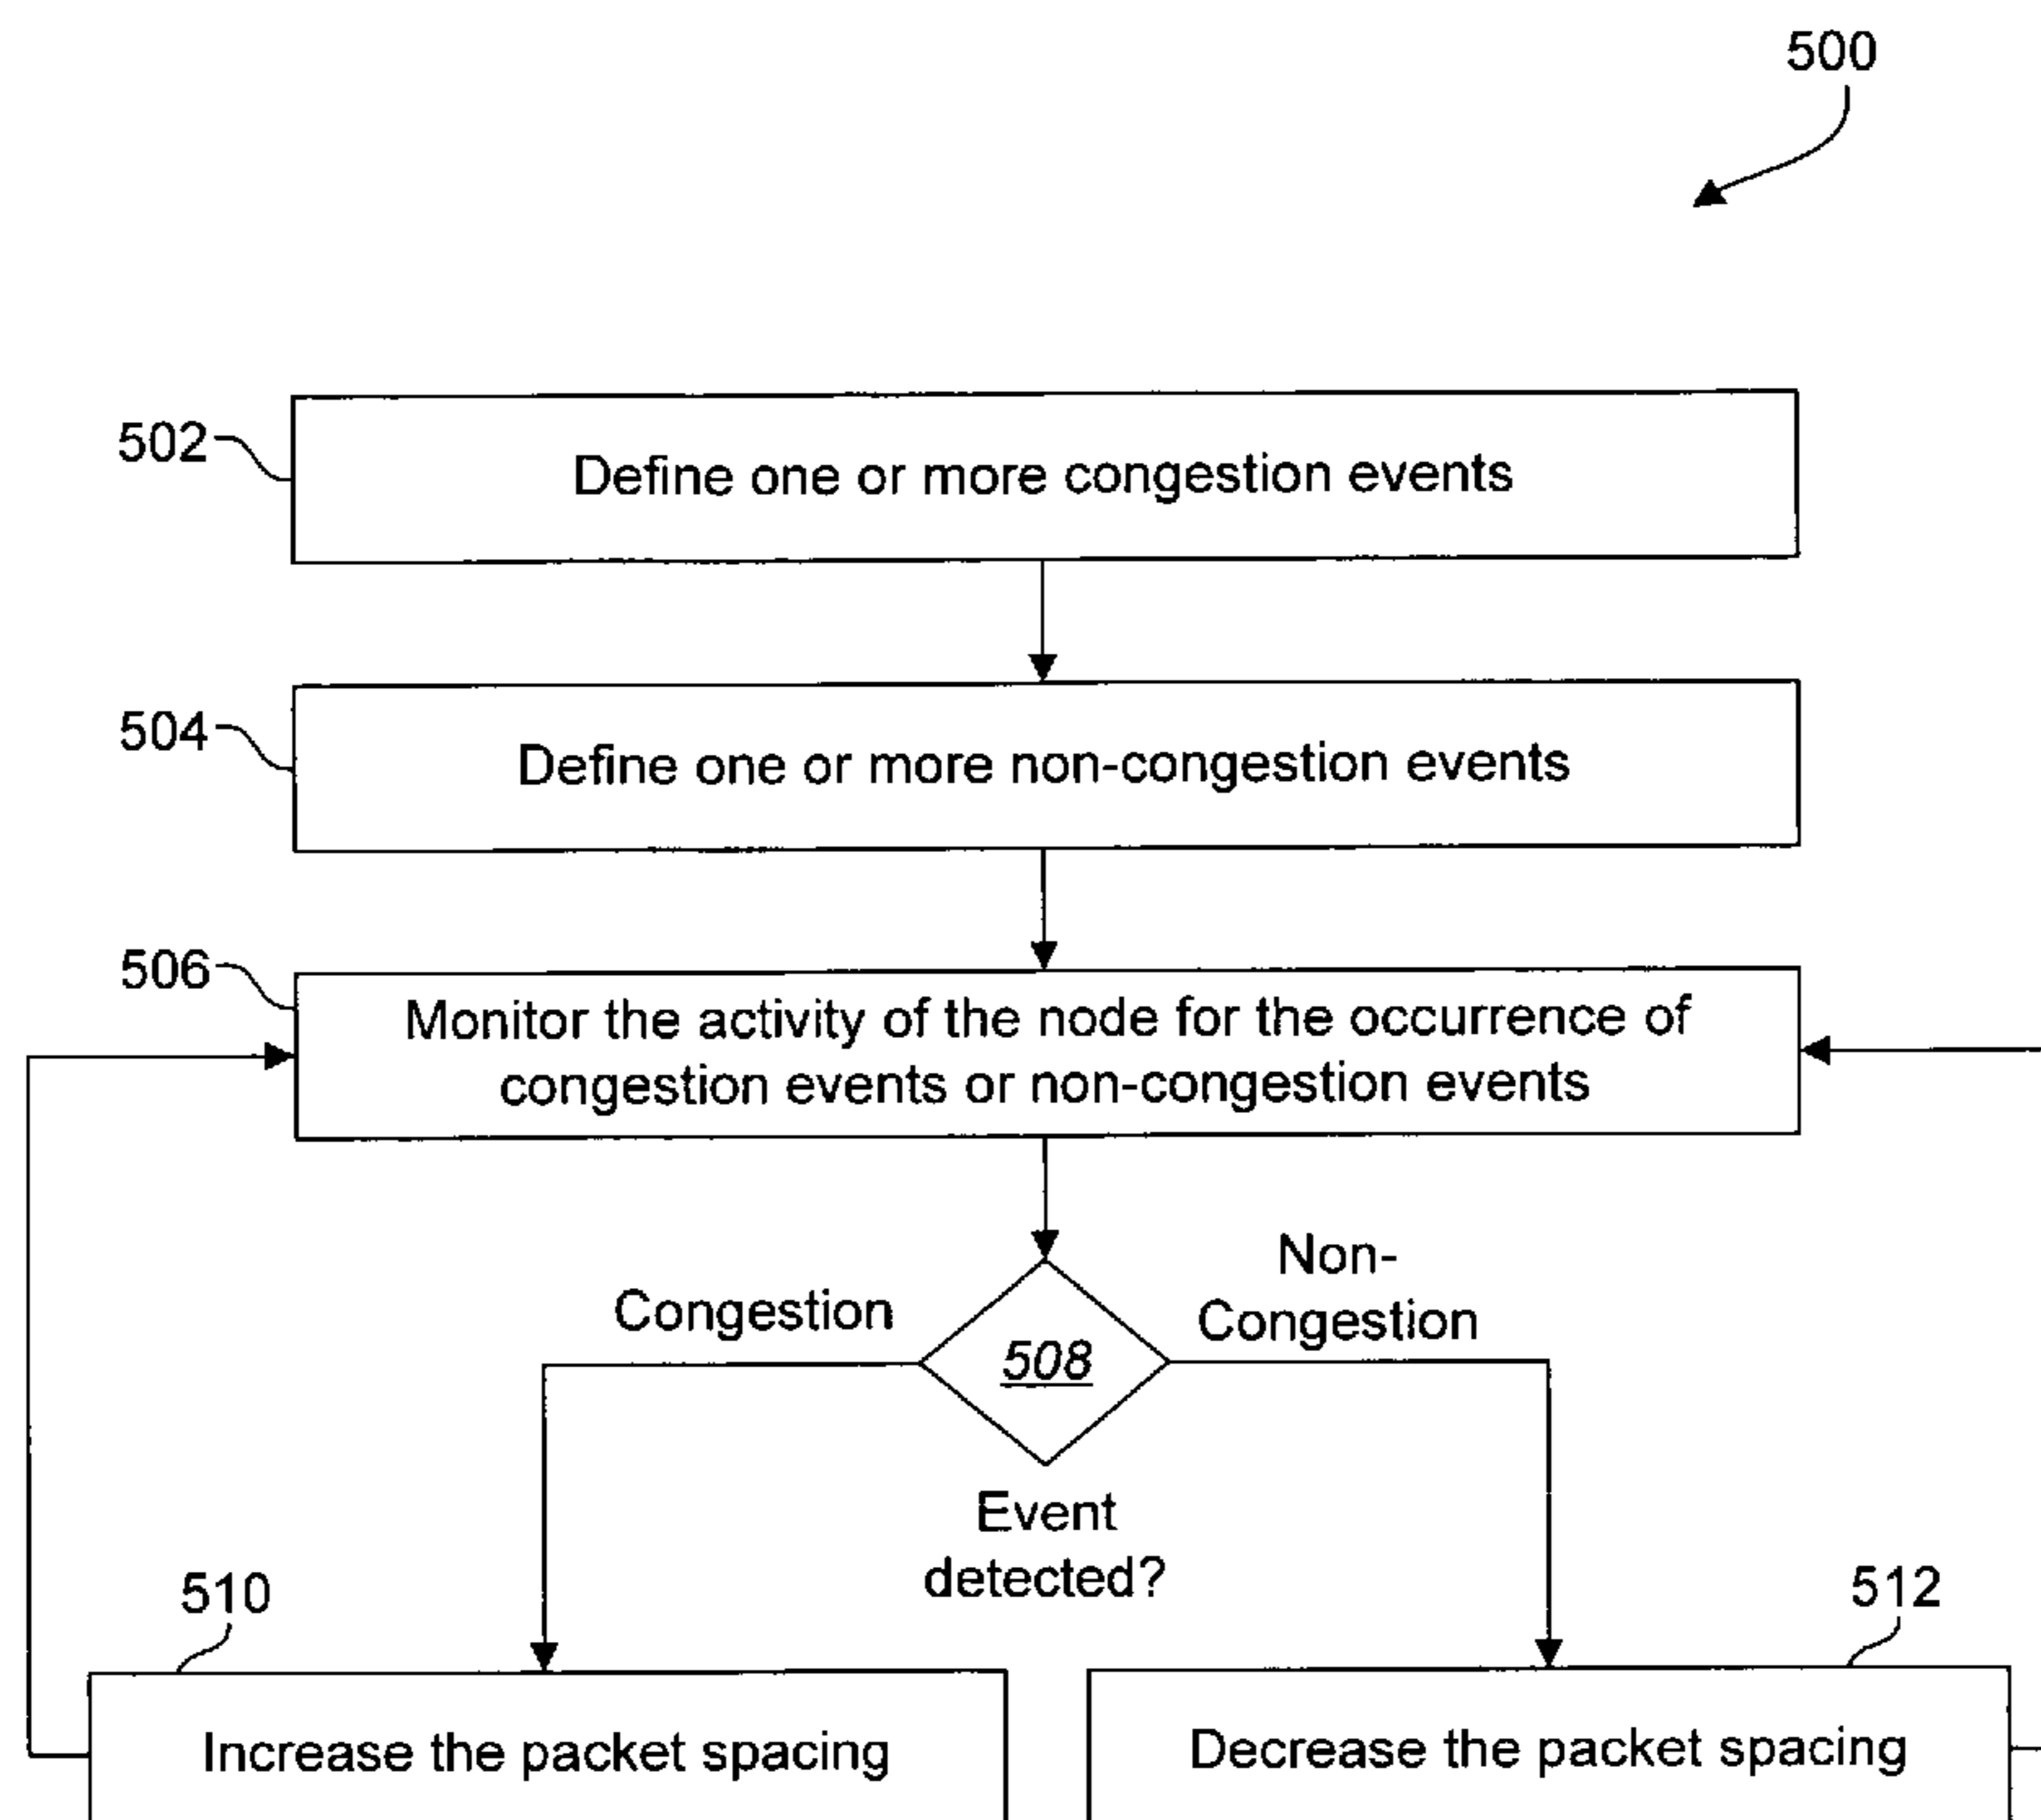 500
502
Define one or more congestion events
504
Define one or more non-congestion events
506
Monitor the activity of the node for the occurrence of
congestion events or non-congestion events
Non-
Congestion
Congestion
508
Event
detected?
510
512
Increase the packet spacing
Decrease the packet spacing